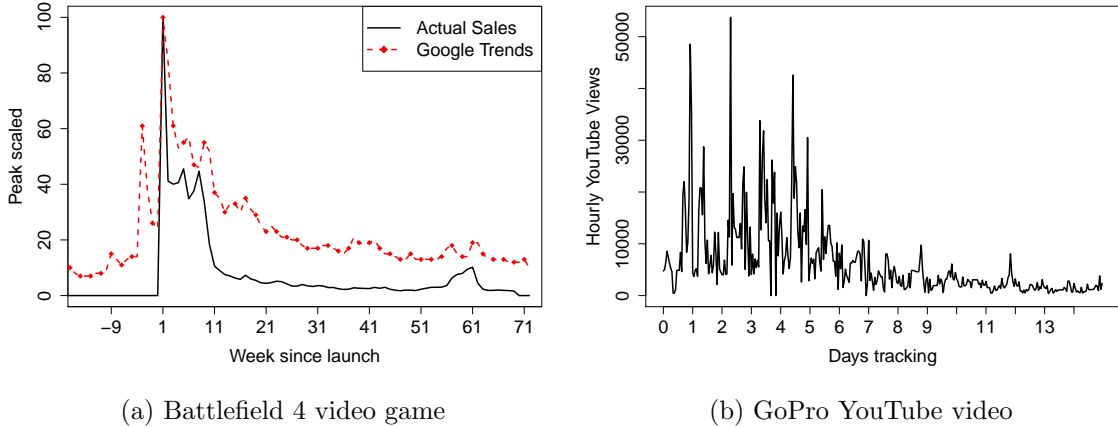 Actual Sales
Google Trends
Peak scaled
100
80
60
40
20
0
−9 1 11 21 31 41 51 61 71
Week since launch
(a) Battlefield 4 video game
Hourly YouTube Views
50000
30000
10000
0
0 1 2 3 4 5 6 7 8 9 11 13
Days tracking
(b) GoPro YouTube video